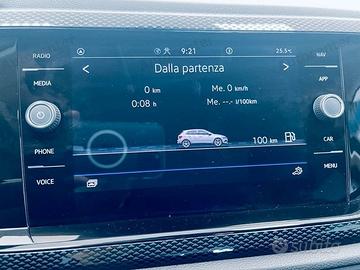 RADIO
9:21
25.5°C
NAV
MEDIA
Dalla partenza
APP
0 km
Me. 0 km/h
0:08 h
Me. --.- l/100km
PHONE
100 km
CAR
VOICE
MENU
subito